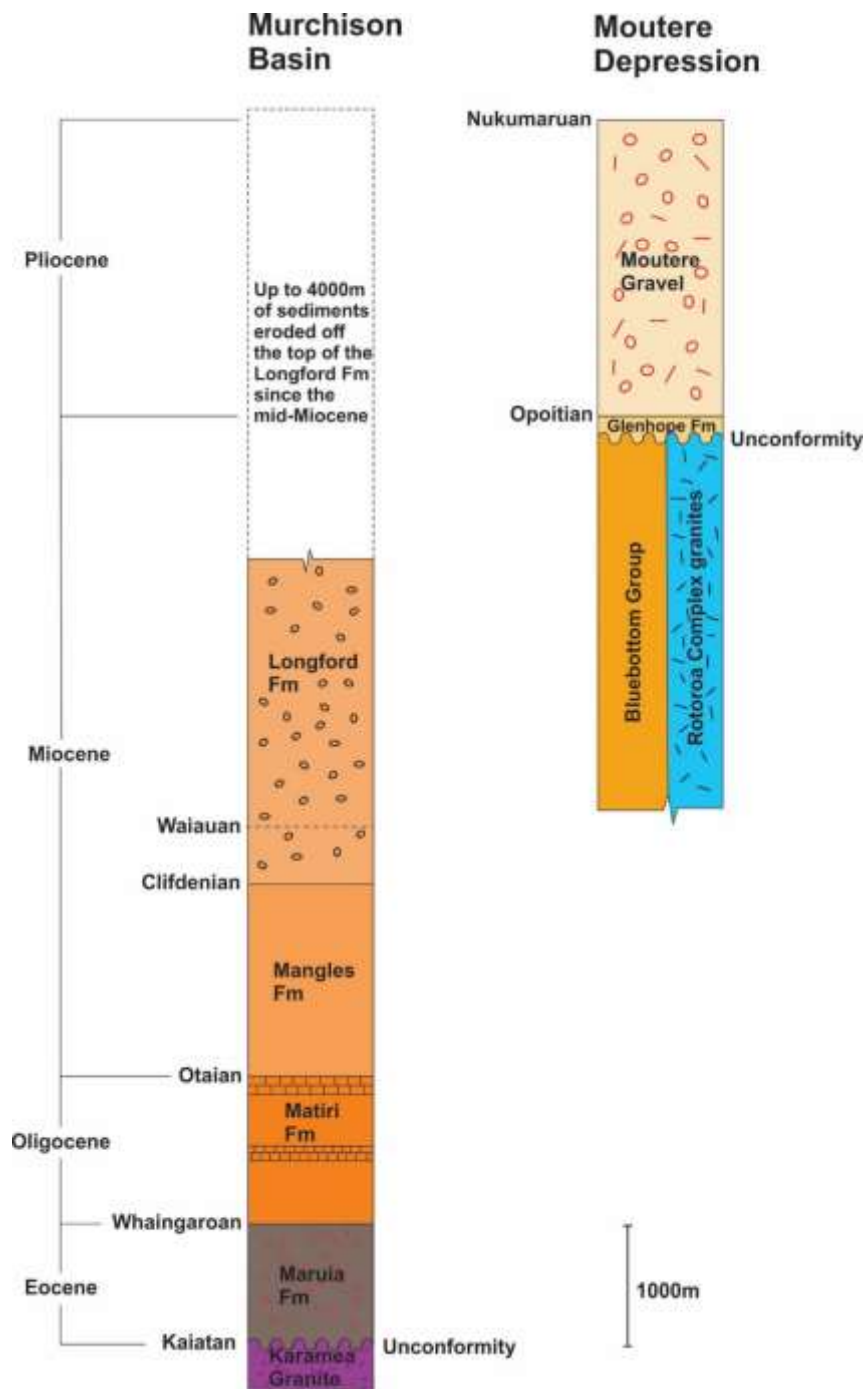 Murchison
Basin
Moutere
Depression
Nukumaruan
Pliocene
Up to 4000m
of sediments
eroded off
the top of the
Longford Fm
since the
mid-Miocene
Moutere
Gravel
Opoitian
Glenhope Fm
Unconformity
Bluebottom Group
Rotoroa Complex granites
Longford
Fm
Miocene
Waiauan
Clifdenian
Mangles
Fm
Otaian
Matiri
Fm
Oligocene
Whaingaroan
Maruia
Fm
Eocene
1000m
Kaiatan
Unconformity
Karamea
Granite